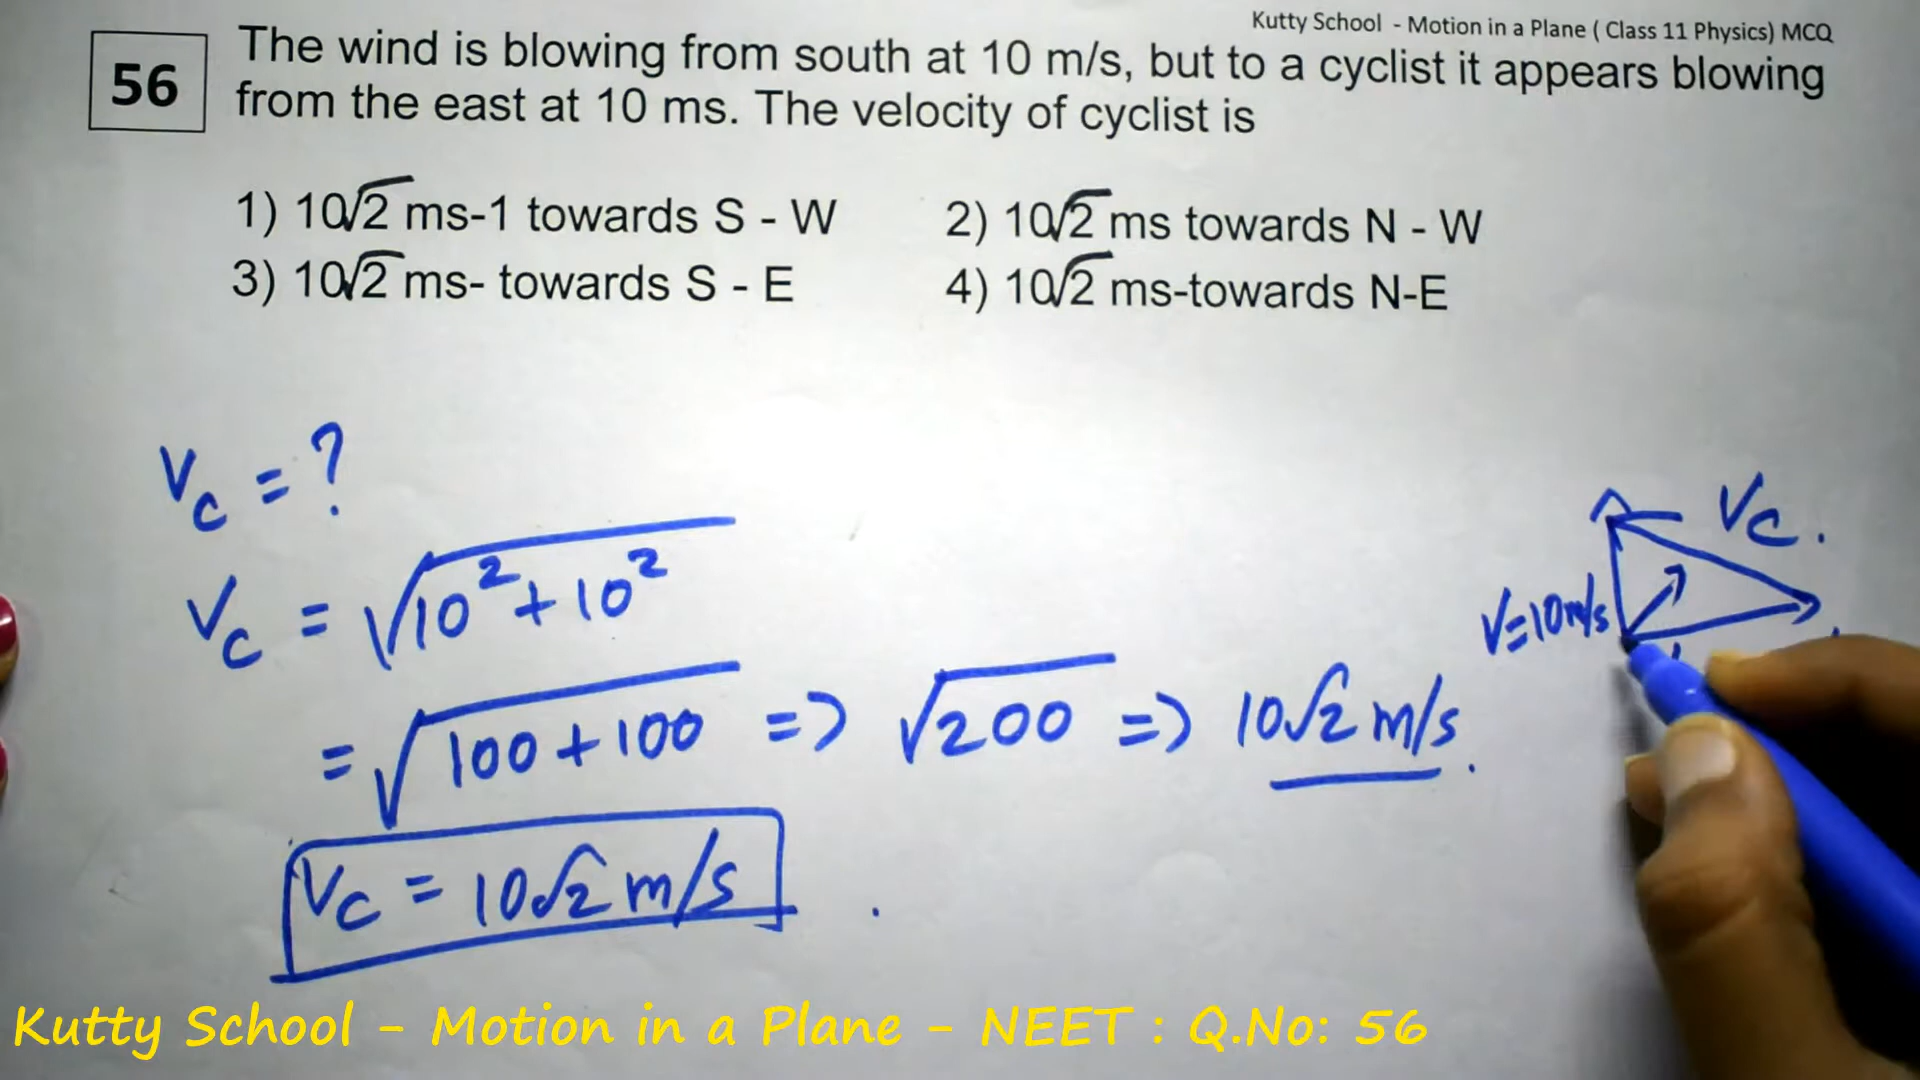 Kutty School - Motion in a Plane ( Class 11 Physics) MCQ
56
The wind is blowing from south at 10 m/s, but to a cyclist it appears blowing
from the east at 10 ms. The velocity of cyclist is
1) 10√2 ms-1 towards S - W
2) 10√2 ms towards N - W
3) 10√2 ms- towards S - E
4) 10√2 ms-towards N-E
Vc = ?
Vc = √10² + 10²
= √100 + 100 => √200 => 10√2 m/s.
Vc = 10√2 m/s
Vc.
V=10m/s
Kutty School - Motion in a Plane - NEET : Q.No: 56